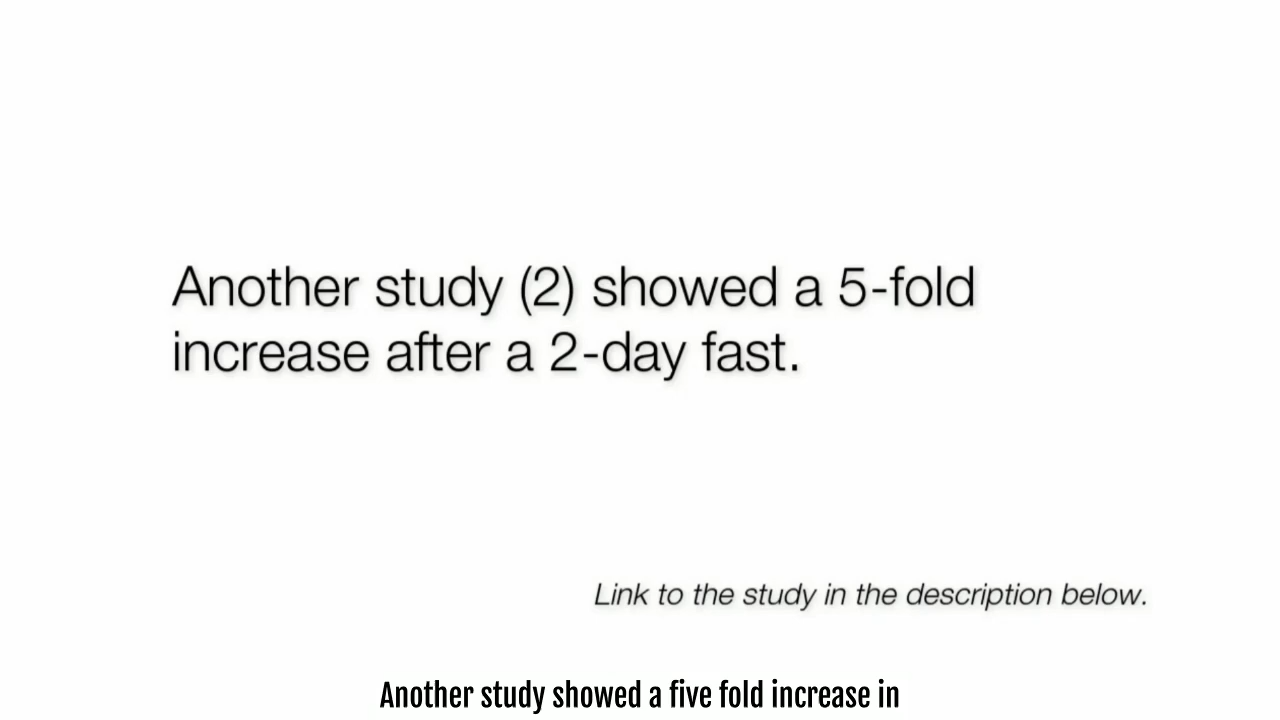 Another study (2) showed a 5-fold
increase after a 2-day fast.
Link to the study in the description below.
Another study showed a five fold increase in